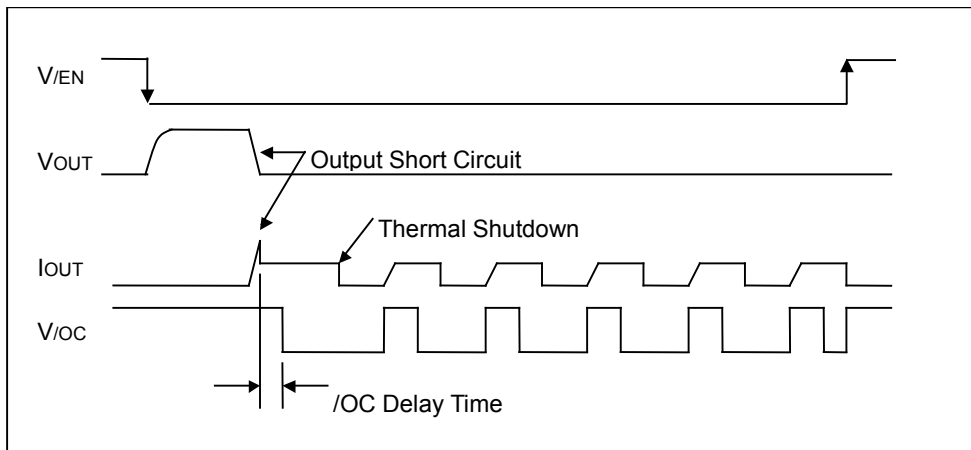 V/EN
VOUT
Output Short Circuit
Thermal Shutdown
IOUT
V/OC
/OC Delay Time